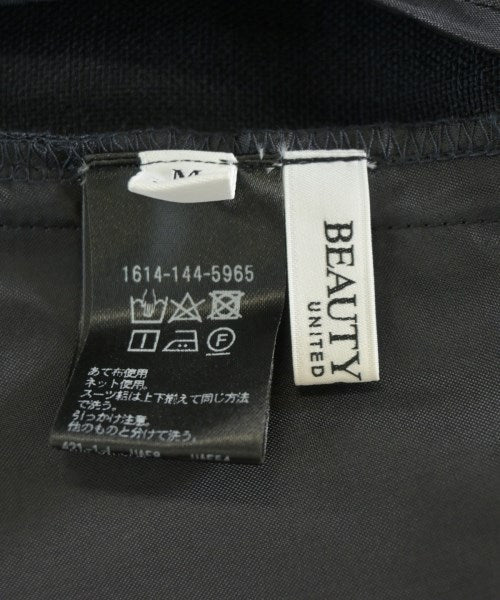 M
1614-144-5965
F
あて布使用
ネット使用。
スーツ組は上下揃えて同じ方法
で洗う。
引っかけ注意。
他のものと分けて洗う。
BEAUTY
UNITED